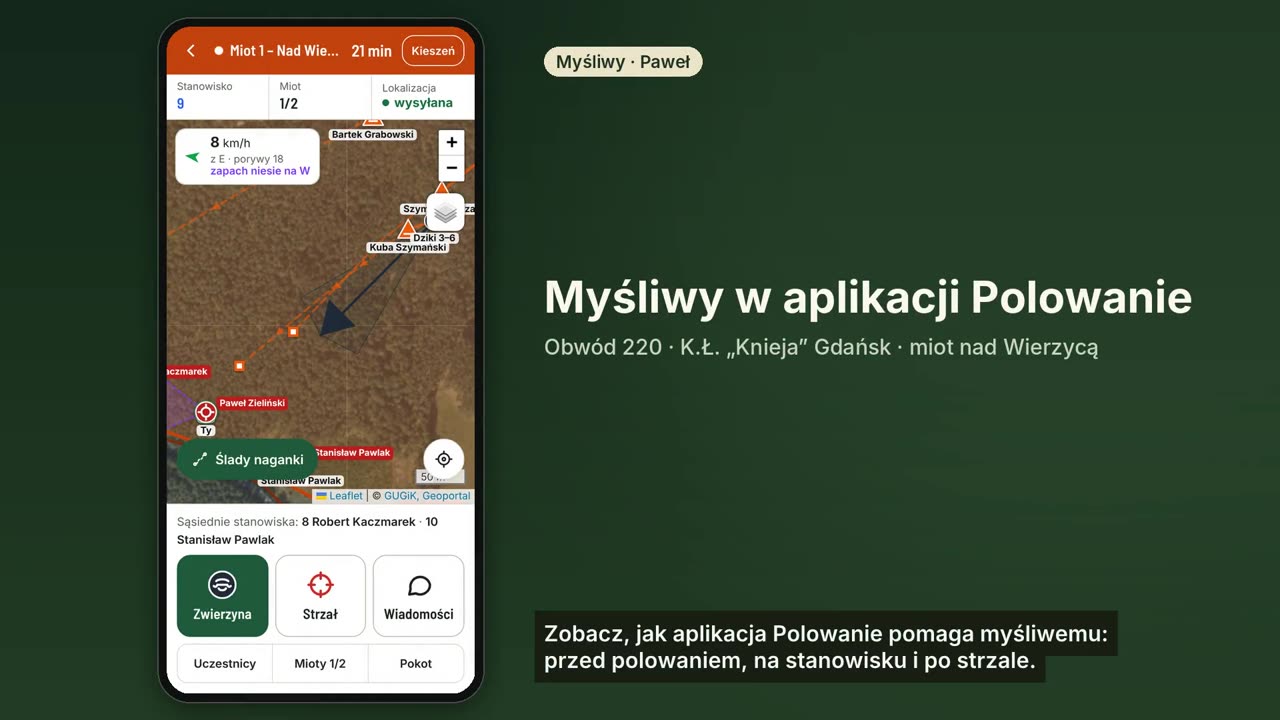 Miot 1 – Nad Wie... 21 min Kieszeń
Stanowisko Miot Lokalizacja
9 1/2 wysyłana
Bartek Grabowski
8 km/h
z E · porywy 18
zapach niesie na W
+
−
Dziki 3–6
Kuba Szymański
Paweł Zieliński
Ty
Ślady naganki
Stanisław Pawlak
Stanisław Pawlak
Leaflet | © GUGiK, Geoportal
Sąsiednie stanowiska: 8 Robert Kaczmarek · 10
Stanisław Pawlak
Zwierzyna Strzał Wiadomości
Uczestnicy Mioty 1/2 Pokot
Myśliwy · Paweł
Myśliwy w aplikacji Polowanie
Obwód 220 · K.Ł. „Knieja” Gdańsk · miot nad Wierzycą
Zobacz, jak aplikacja Polowanie pomaga myśliwemu:
przed polowaniem, na stanowisku i po strzale.